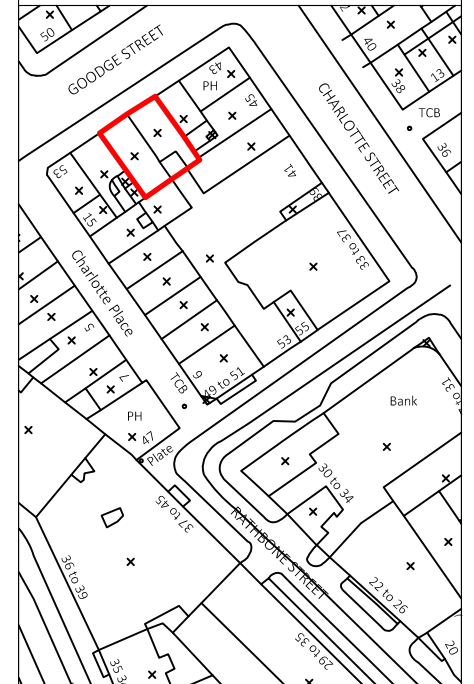 50
GOODGE STREET
43
PH
45
40
38
13
TCB
36
CHARLOTTE STREET
53
15
41
39
33 to 37
Charlotte Place
5
7
53
55
9
49 to 51
TCB
PH
47
Plate
Bank
30 to 34
37 to 45
RATHBONE STREET
36 to 39
22 to 26
20
29 to 35